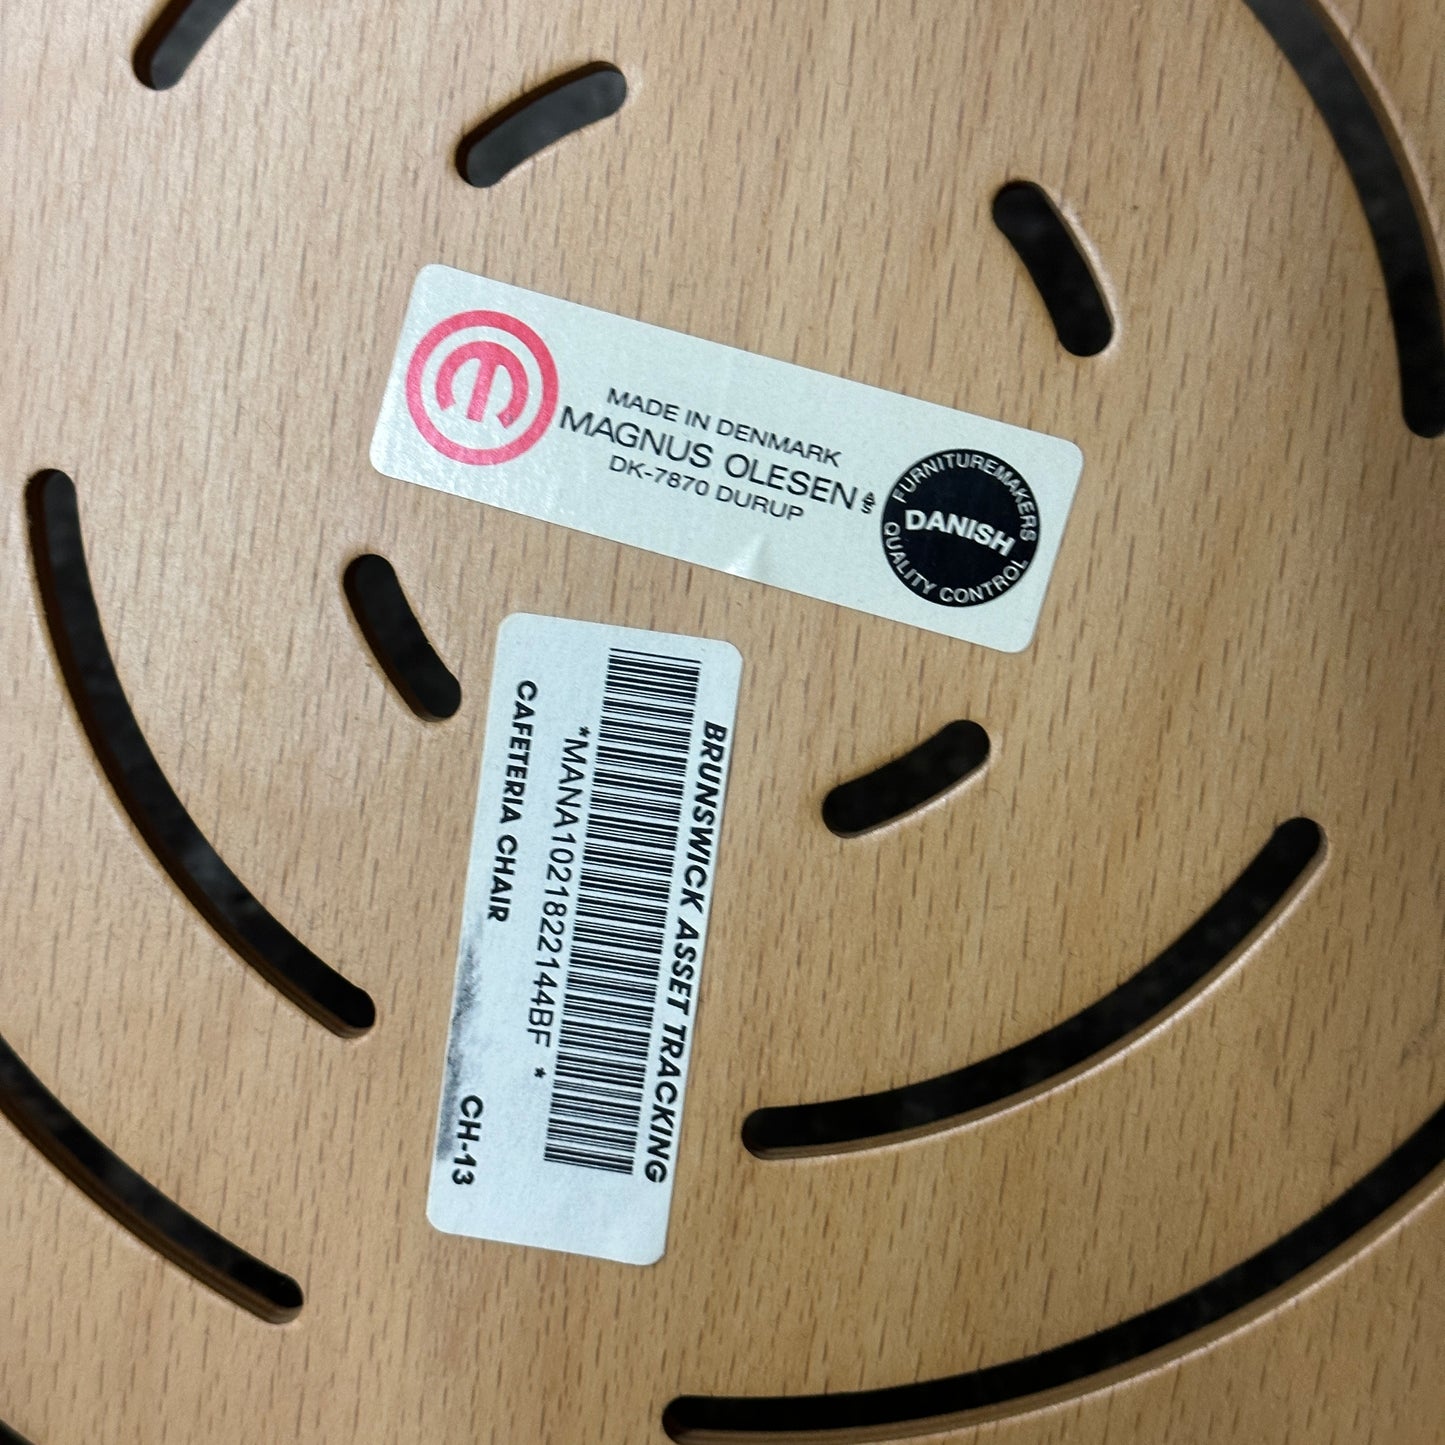 MADE IN DENMARK
MAGNUS OLESEN A/S
DK-7870 DURUP
FURNITUREMAKERS
DANISH
QUALITY CONTROL
BRUNSWICK ASSET TRACKING
*MANA1021822144BF *
CAFETERIA CHAIR
CH-13